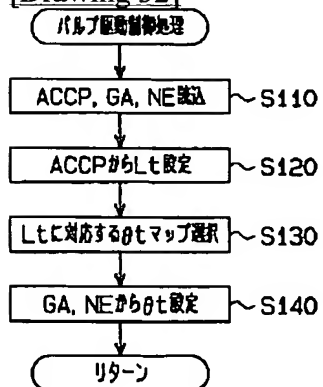 [Drawing 52]
バルブ駆動制御処理
ACCP, GA, NE読込
S110
ACCPからLt設定
S120
Ltに対応するθtマップ選択
S130
GA, NEからθt設定
S140
リターン